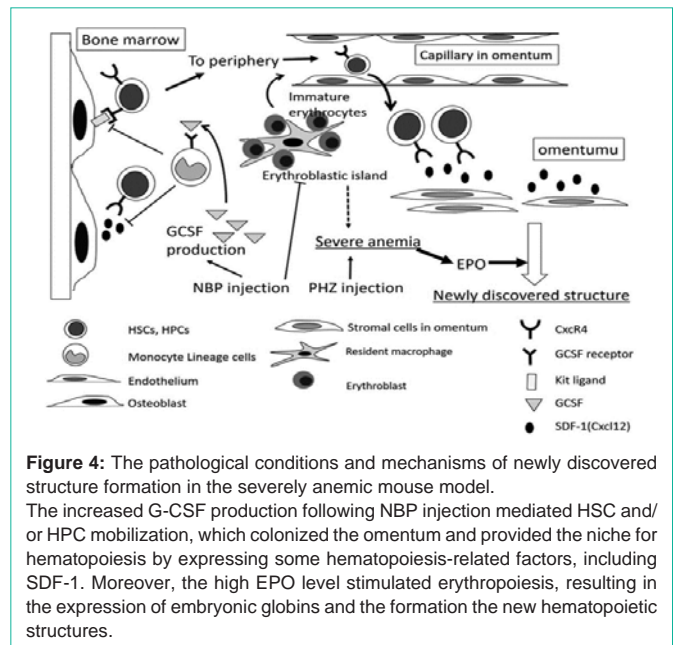 Bone marrow
To periphery
Capillary in omentum
Immature
erythrocytes
omentumu
Erythroblastic island
GCSF
production
Severe anemia
EPO
NBP injection
PHZ injection
Newly discovered structure
HSCs, HPCs
Monocyte Lineage cells
Endothelium
Osteoblast
Stromal cells in omentum
Resident macrophage
Erythroblast
CxcR4
GCSF receptor
Kit ligand
GCSF
SDF-1(Cxcl12)
Figure 4: The pathological conditions and mechanisms of newly discovered
structure formation in the severely anemic mouse model.
The increased G-CSF production following NBP injection mediated HSC and/
or HPC mobilization, which colonized the omentum and provided the niche for
hematopoiesis by expressing some hematopoiesis-related factors, including
SDF-1. Moreover, the high EPO level stimulated erythropoiesis, resulting in
the expression of embryonic globins and the formation the new hematopoietic
structures.